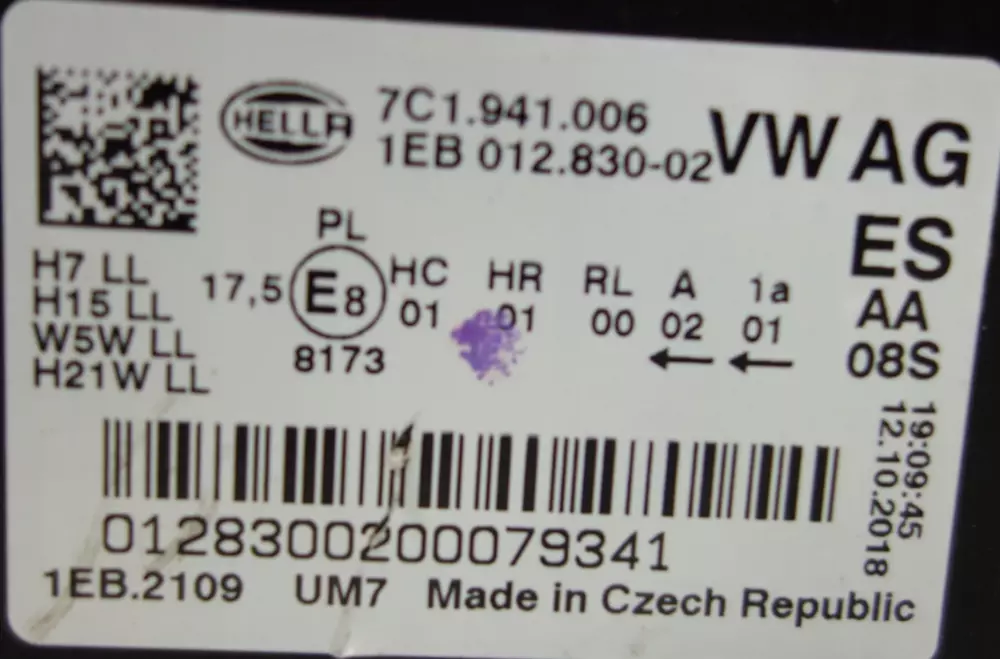 HELLA
7C1.941.006
1EB 012.830-02
VW AG
ES
AA
08S
PL
H7 LL
H15 LL
W5W LL
H21W LL
17,5 E8 HC HR RL A 1a
01 01 00 02 01
8173
← ←
19:09:45
12.10.2018
0128300200079341
1EB.2109 UM7 Made in Czech Republic